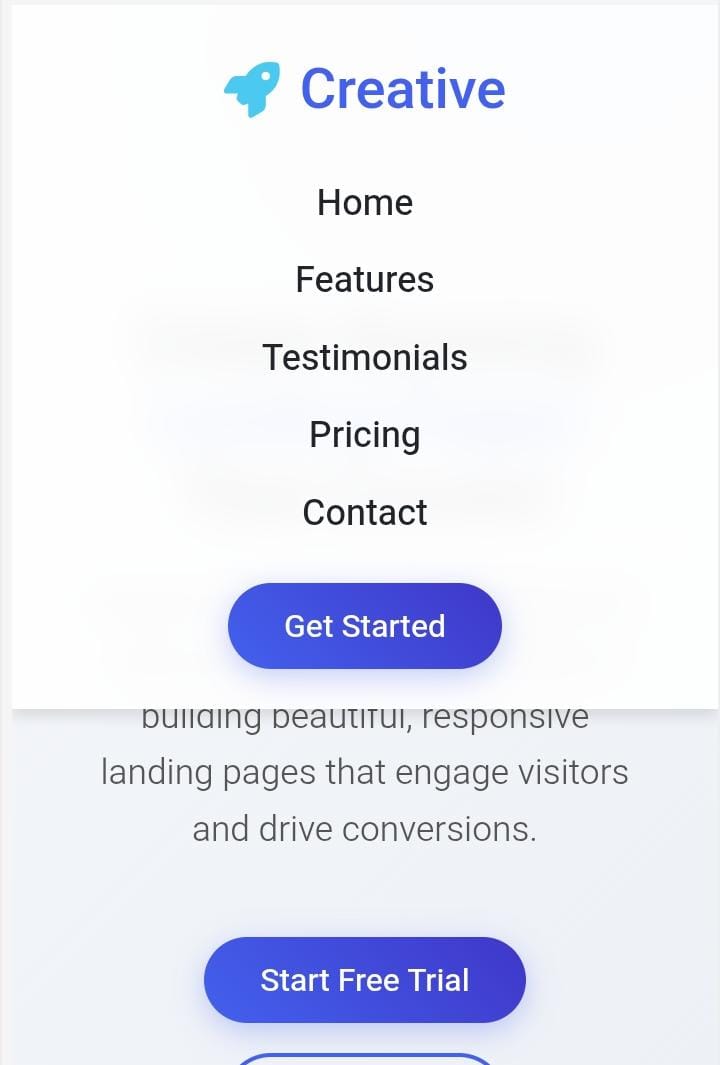 Creative
Home
Features
Testimonials
Pricing
Contact
Get Started
building beautiful, responsive
landing pages that engage visitors
and drive conversions.
Start Free Trial